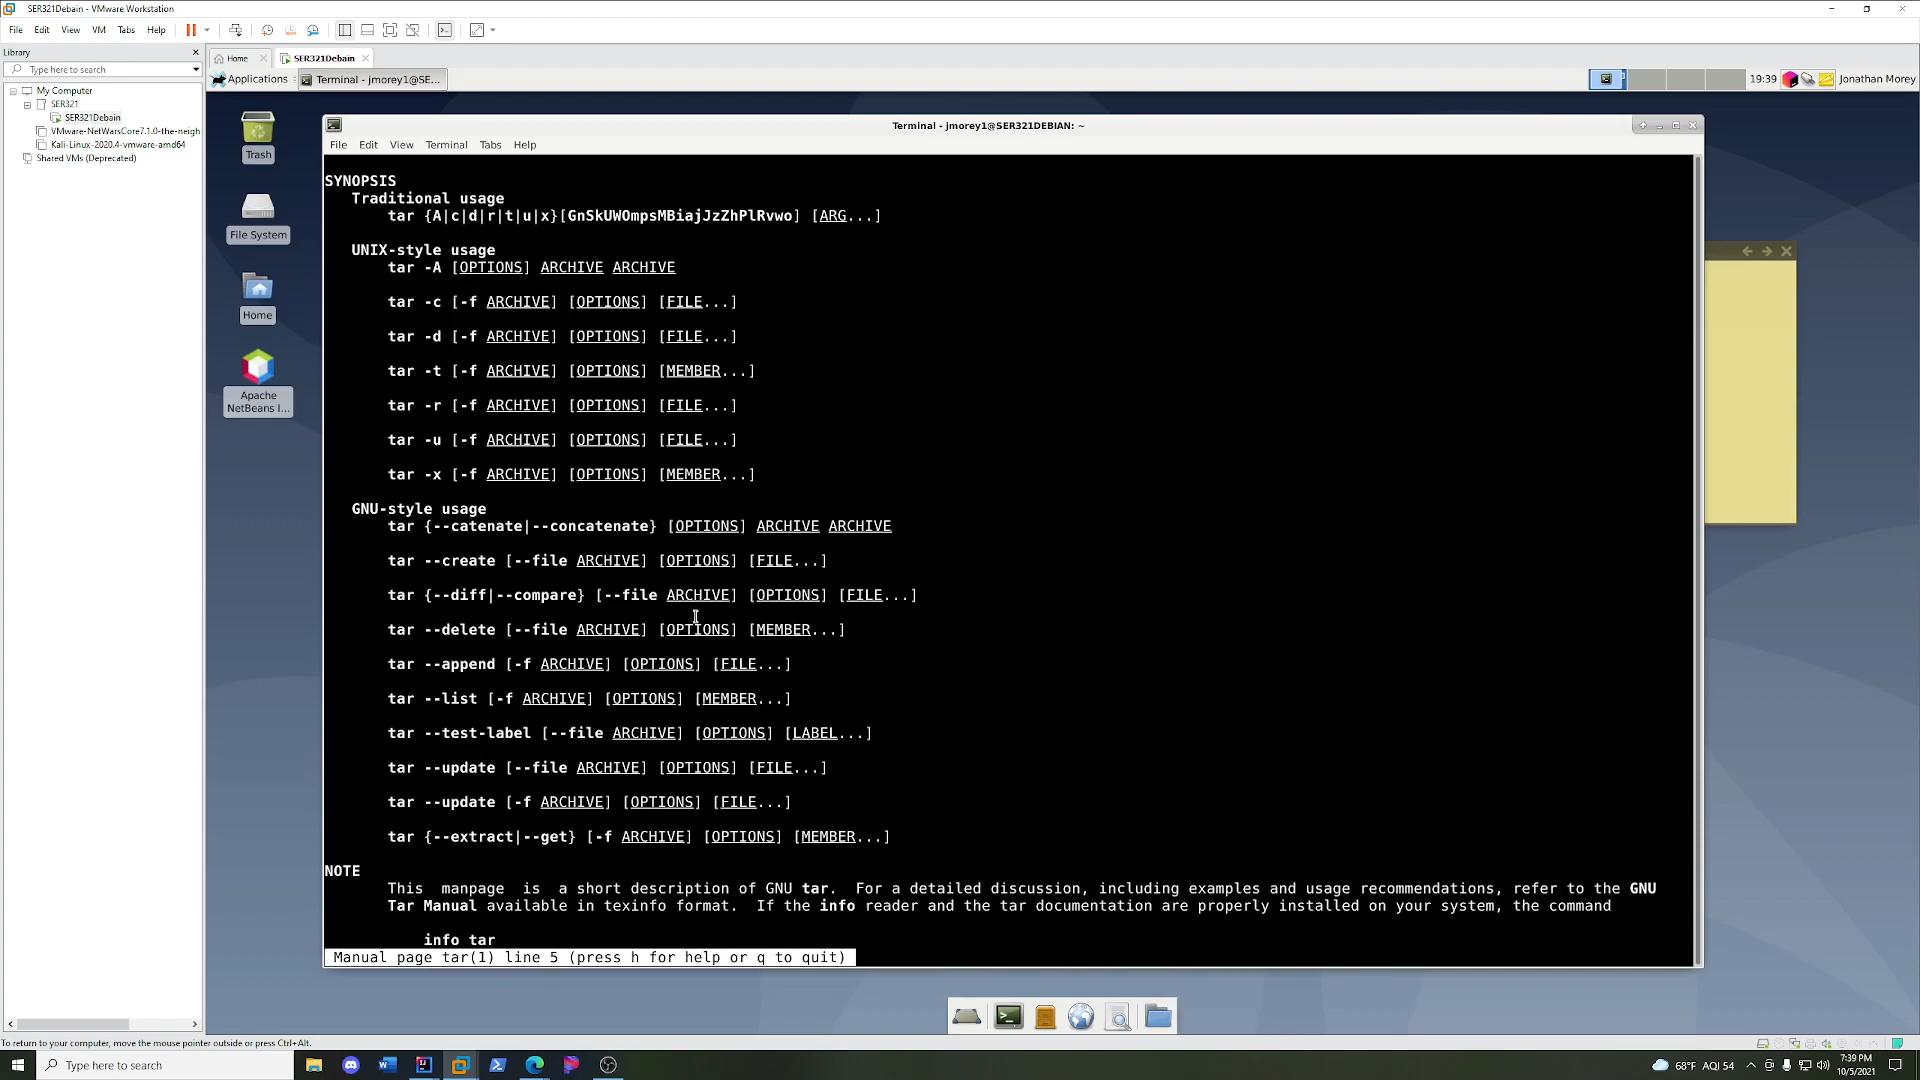 SER321Debain - VMware Workstation
File Edit View VM Tabs Help
Library
Type here to search
My Computer
SER321
SER321Debain
VMware-NetWarsCore7.1.0-the-neigh
Kali-Linux-2020.4-vmware-amd64
Shared VMs (Deprecated)
Home
SER321Debain
Applications
Terminal - jmorey1@SE...
19:39
Jonathan Morey
Trash
File System
Home
Apache
NetBeans I...
Terminal - jmorey1@SER321DEBIAN: ~
File Edit View Terminal Tabs Help
SYNOPSIS
Traditional usage
tar {A|c|d|r|t|u|x}[GnSkUWOmpsMBiajJzZhPlRvwo] [ARG...]
UNIX-style usage
tar -A [OPTIONS] ARCHIVE ARCHIVE
tar -c [-f ARCHIVE] [OPTIONS] [FILE...]
tar -d [-f ARCHIVE] [OPTIONS] [FILE...]
tar -t [-f ARCHIVE] [OPTIONS] [MEMBER...]
tar -r [-f ARCHIVE] [OPTIONS] [FILE...]
tar -u [-f ARCHIVE] [OPTIONS] [FILE...]
tar -x [-f ARCHIVE] [OPTIONS] [MEMBER...]
GNU-style usage
tar {--catenate|--concatenate} [OPTIONS] ARCHIVE ARCHIVE
tar --create [--file ARCHIVE] [OPTIONS] [FILE...]
tar {--diff|--compare} [--file ARCHIVE] [OPTIONS] [FILE...]
tar --delete [--file ARCHIVE] [OPTIONS] [MEMBER...]
tar --append [-f ARCHIVE] [OPTIONS] [FILE...]
tar --list [-f ARCHIVE] [OPTIONS] [MEMBER...]
tar --test-label [--file ARCHIVE] [OPTIONS] [LABEL...]
tar --update [--file ARCHIVE] [OPTIONS] [FILE...]
tar --update [-f ARCHIVE] [OPTIONS] [FILE...]
tar {--extract|--get} [-f ARCHIVE] [OPTIONS] [MEMBER...]
NOTE
This manpage is a short description of GNU tar. For a detailed discussion, including examples and usage recommendations, refer to the GNU
Tar Manual available in texinfo format. If the info reader and the tar documentation are properly installed on your system, the command
info tar
Manual page tar(1) line 5 (press h for help or q to quit)
To return to your computer, move the mouse pointer outside or press Ctrl+Alt.
Type here to search
68°F AQI 54
7:39 PM
10/5/2021